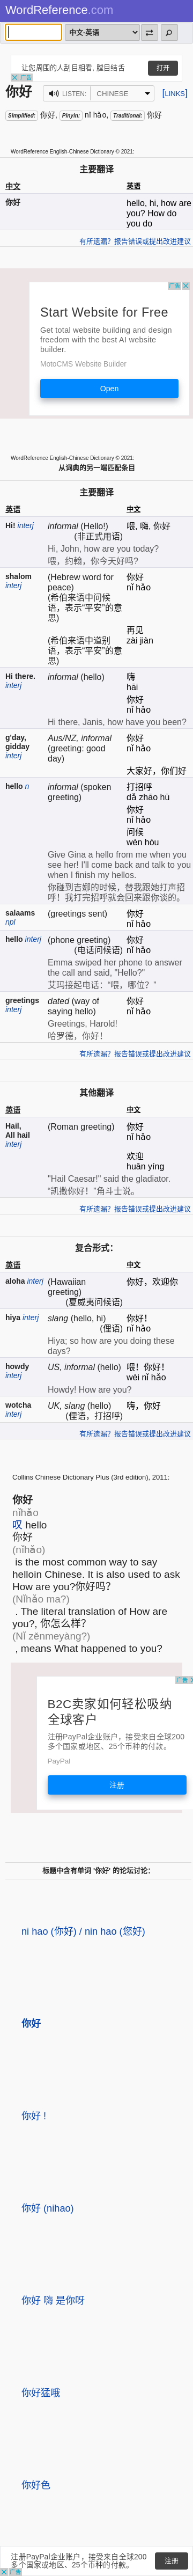 WordReference.com
中文-英语
让您周围的人刮目相看, 膛目结舌
打开
广告
你好
LISTEN:
CHINESE
[LINKS]
Simplified: 你好, Pinyin: nǐ hǎo, Traditional: 你好
WordReference English-Chinese Dictionary © 2021:
主要翻译
中文 英语
你好 hello, hi, how are
you? How do
you do
有所遗漏？报告错误或提出改进建议
广告
Start Website for Free
Get total website building and design
freedom with the best AI website
builder.
MotoCMS Website Builder
Open
WordReference English-Chinese Dictionary © 2021:
从词典的另一端匹配条目
主要翻译
英语 中文
Hi! interj informal (Hello!) 喂, 嗨, 你好
(非正式用语)
Hi, John, how are you today?
喂，约翰，你今天好吗？
shalom (Hebrew word for 你好
interj peace) nǐ hǎo
(希伯来语中问候
语，表示“平安”的意
思)
再见
(希伯来语中道别 zài jiàn
语，表示“平安”的意
思)
Hi there. informal (hello) 嗨
interj hāi
你好
nǐ hǎo
Hi there, Janis, how have you been?
g'day, Aus/NZ, informal 你好
gidday (greeting: good nǐ hǎo
interj day)
大家好，你们好
hello n informal (spoken 打招呼
greeting) dǎ zhāo hū
你好
nǐ hǎo
问候
wèn hòu
Give Gina a hello from me when you
see her! I'll come back and talk to you
when I finish my hellos.
你碰到吉娜的时候，替我跟她打声招
呼！我打完招呼就会回来跟你谈的。
salaams (greetings sent) 你好
npl nǐ hǎo
hello interj (phone greeting) 你好
(电话问候语) nǐ hǎo
Emma swiped her phone to answer
the call and said, "Hello?"
艾玛接起电话：“喂，哪位？”
greetings dated (way of 你好
interj saying hello) nǐ hǎo
Greetings, Harold!
哈罗德，你好！
有所遗漏？报告错误或提出改进建议
其他翻译
英语 中文
Hail, (Roman greeting) 你好
All hail nǐ hǎo
interj
欢迎
huān yíng
"Hail Caesar!" said the gladiator.
“凯撒你好！”角斗士说。
有所遗漏？报告错误或提出改进建议
复合形式：
英语 中文
aloha interj (Hawaiian 你好，欢迎你
greeting)
(夏威夷问候语)
hiya interj slang (hello, hi) 你好！
(俚语) nǐ hǎo
Hiya; so how are you doing these
days?
howdy US, informal (hello) 喂！你好！
interj wèi nǐ hǎo
Howdy! How are you?
wotcha UK, slang (hello) 嗨，你好
interj (俚语，打招呼)
有所遗漏？报告错误或提出改进建议
Collins Chinese Dictionary Plus (3rd edition), 2011:
你好
nǐhǎo
叹 hello
你好
(nǐhǎo)
is the most common way to say
helloin Chinese. It is also used to ask
How are you?你好吗？
(Nǐhǎo ma?)
. The literal translation of How are
you?, 你怎么样？
(Nǐ zěnmeyàng?)
, means What happened to you?
广告
B2C卖家如何轻松吸纳
全球客户
注册PayPal企业账户，接受来自全球200
多个国家或地区、25个币种的付款。
PayPal
注册
标题中含有单词 '你好' 的论坛讨论：
ni hao (你好) / nin hao (您好)
你好
你好 !
你好 (nihao)
你好 嗨 是你呀
你好猛哦
你好色
注册PayPal企业账户，接受来自全球200
多个国家或地区、25个币种的付款。
注册
广告